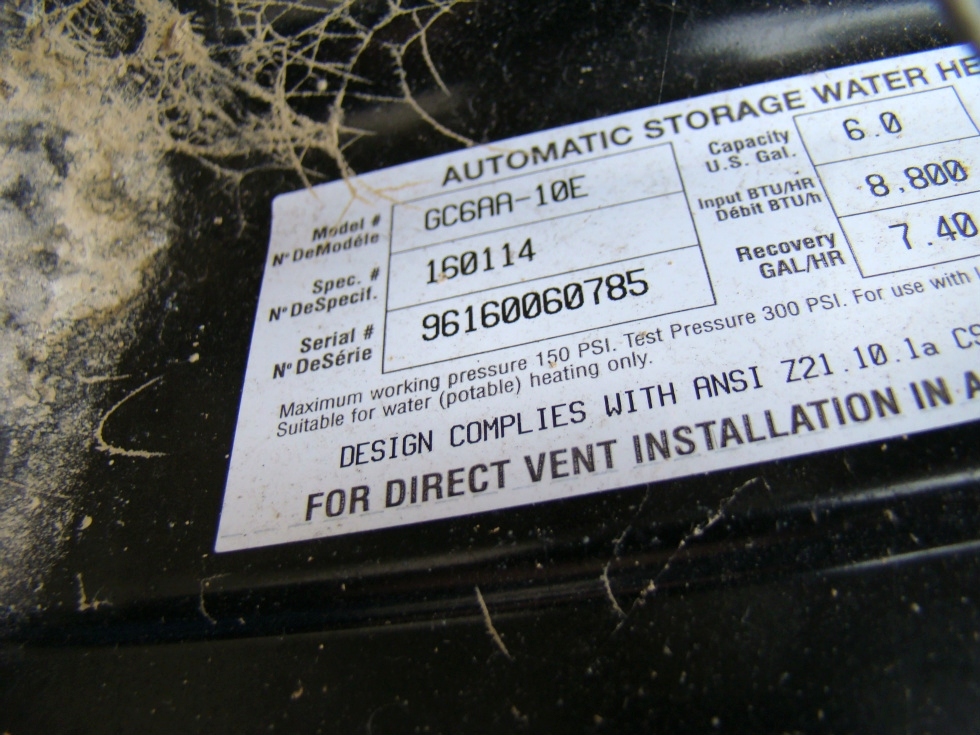 AUTOMATIC STORAGE WATER
Model #
N° DeModéle
GC6AA-10E
Spec. #
N° DeSpecif.
160114
Serial #
N° DeSérie
96160060785
Capacity
U.S. Gal.
6.0
Input BTU/HR
Débit BTU/h
8,800
Recovery
GAL/HR
7.40
Maximum working pressure 150 PSI. Test Pressure 300 PSI. For use with
Suitable for water (potable) heating only.
DESIGN COMPLIES WITH ANSI Z21.10.1a
FOR DIRECT VENT INSTALLATION IN